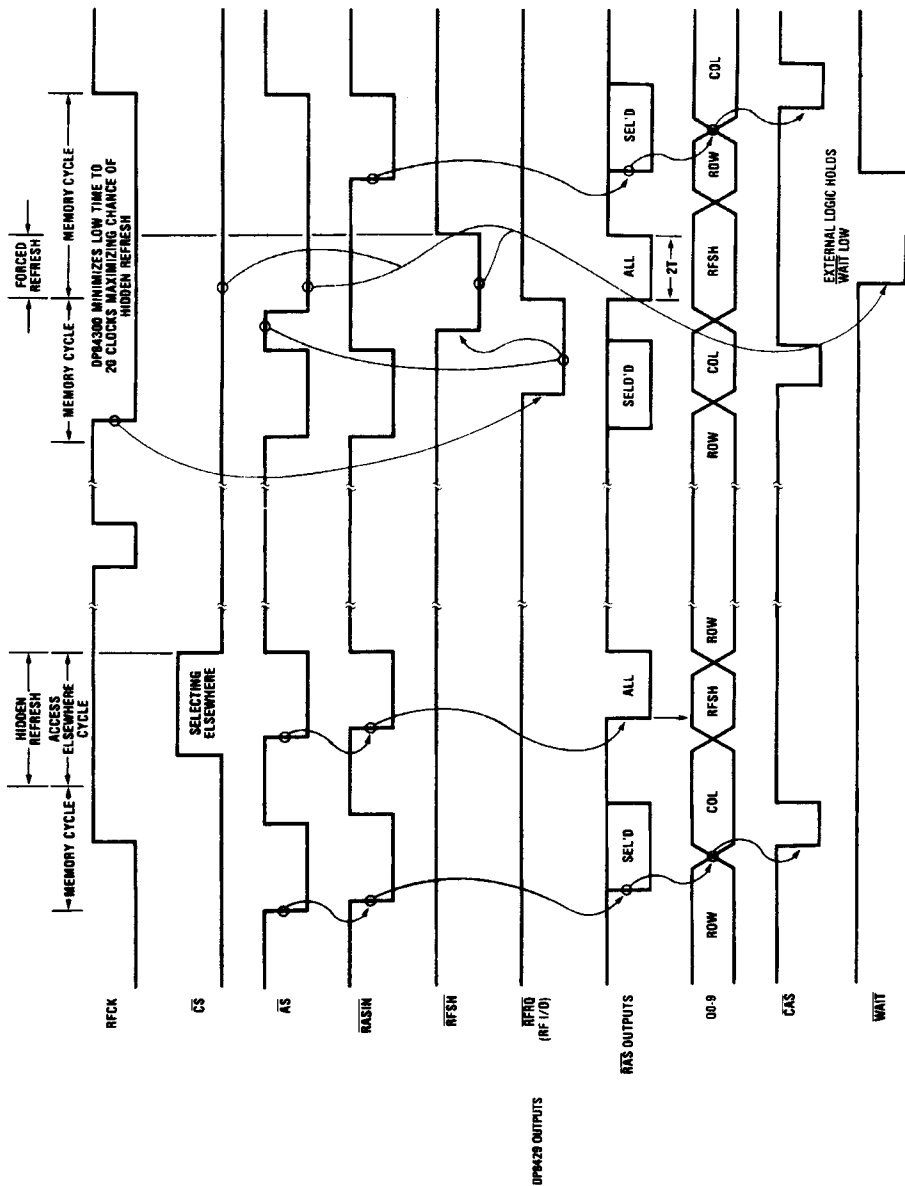 HIDDEN
REFRESH
FORCED
REFRESH
MEMORY CYCLE
ACCESS
ELSEWHERE
CYCLE
MEMORY CYCLE
MEMORY CYCLE
RFCK
DP84300 MINIMIZES LOW TIME TO
20 CLOCKS MAXIMIZING CHANCE OF
HIDDEN REFRESH
CS
SELECTING
ELSEWHERE
AS
RASIN
RFSH
RFRQ
(RF I/O)
DP8429 OUTPUTS
RAS OUTPUTS
SEL'D
ALL
SELD'D
ALL
2T
SEL'D
Q0-9
ROW
COL
RFSH
ROW
ROW
COL
RFSH
ROW
COL
CAS
EXTERNAL LOGIC HOLDS
WAIT LOW
WAIT